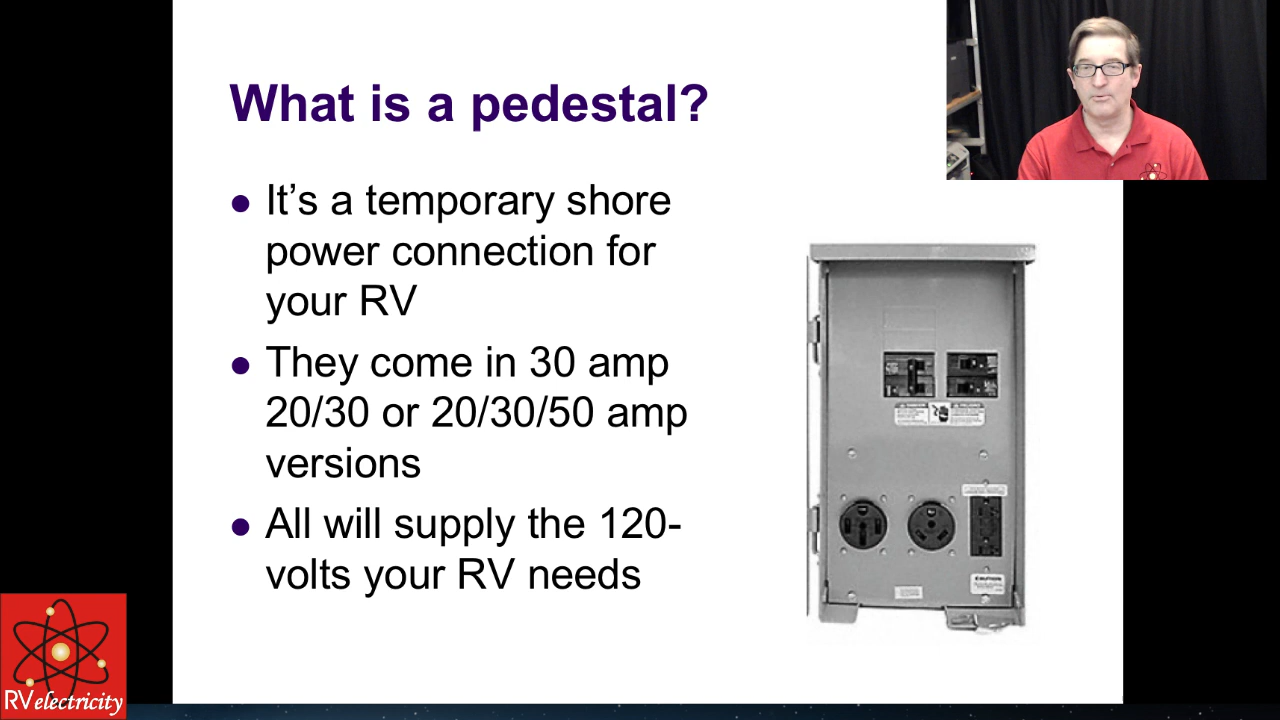 What is a pedestal?
It’s a temporary shore
power connection for
your RV
They come in 30 amp
20/30 or 20/30/50 amp
versions
All will supply the 120-
volts your RV needs
CAUTION
RVelectricity